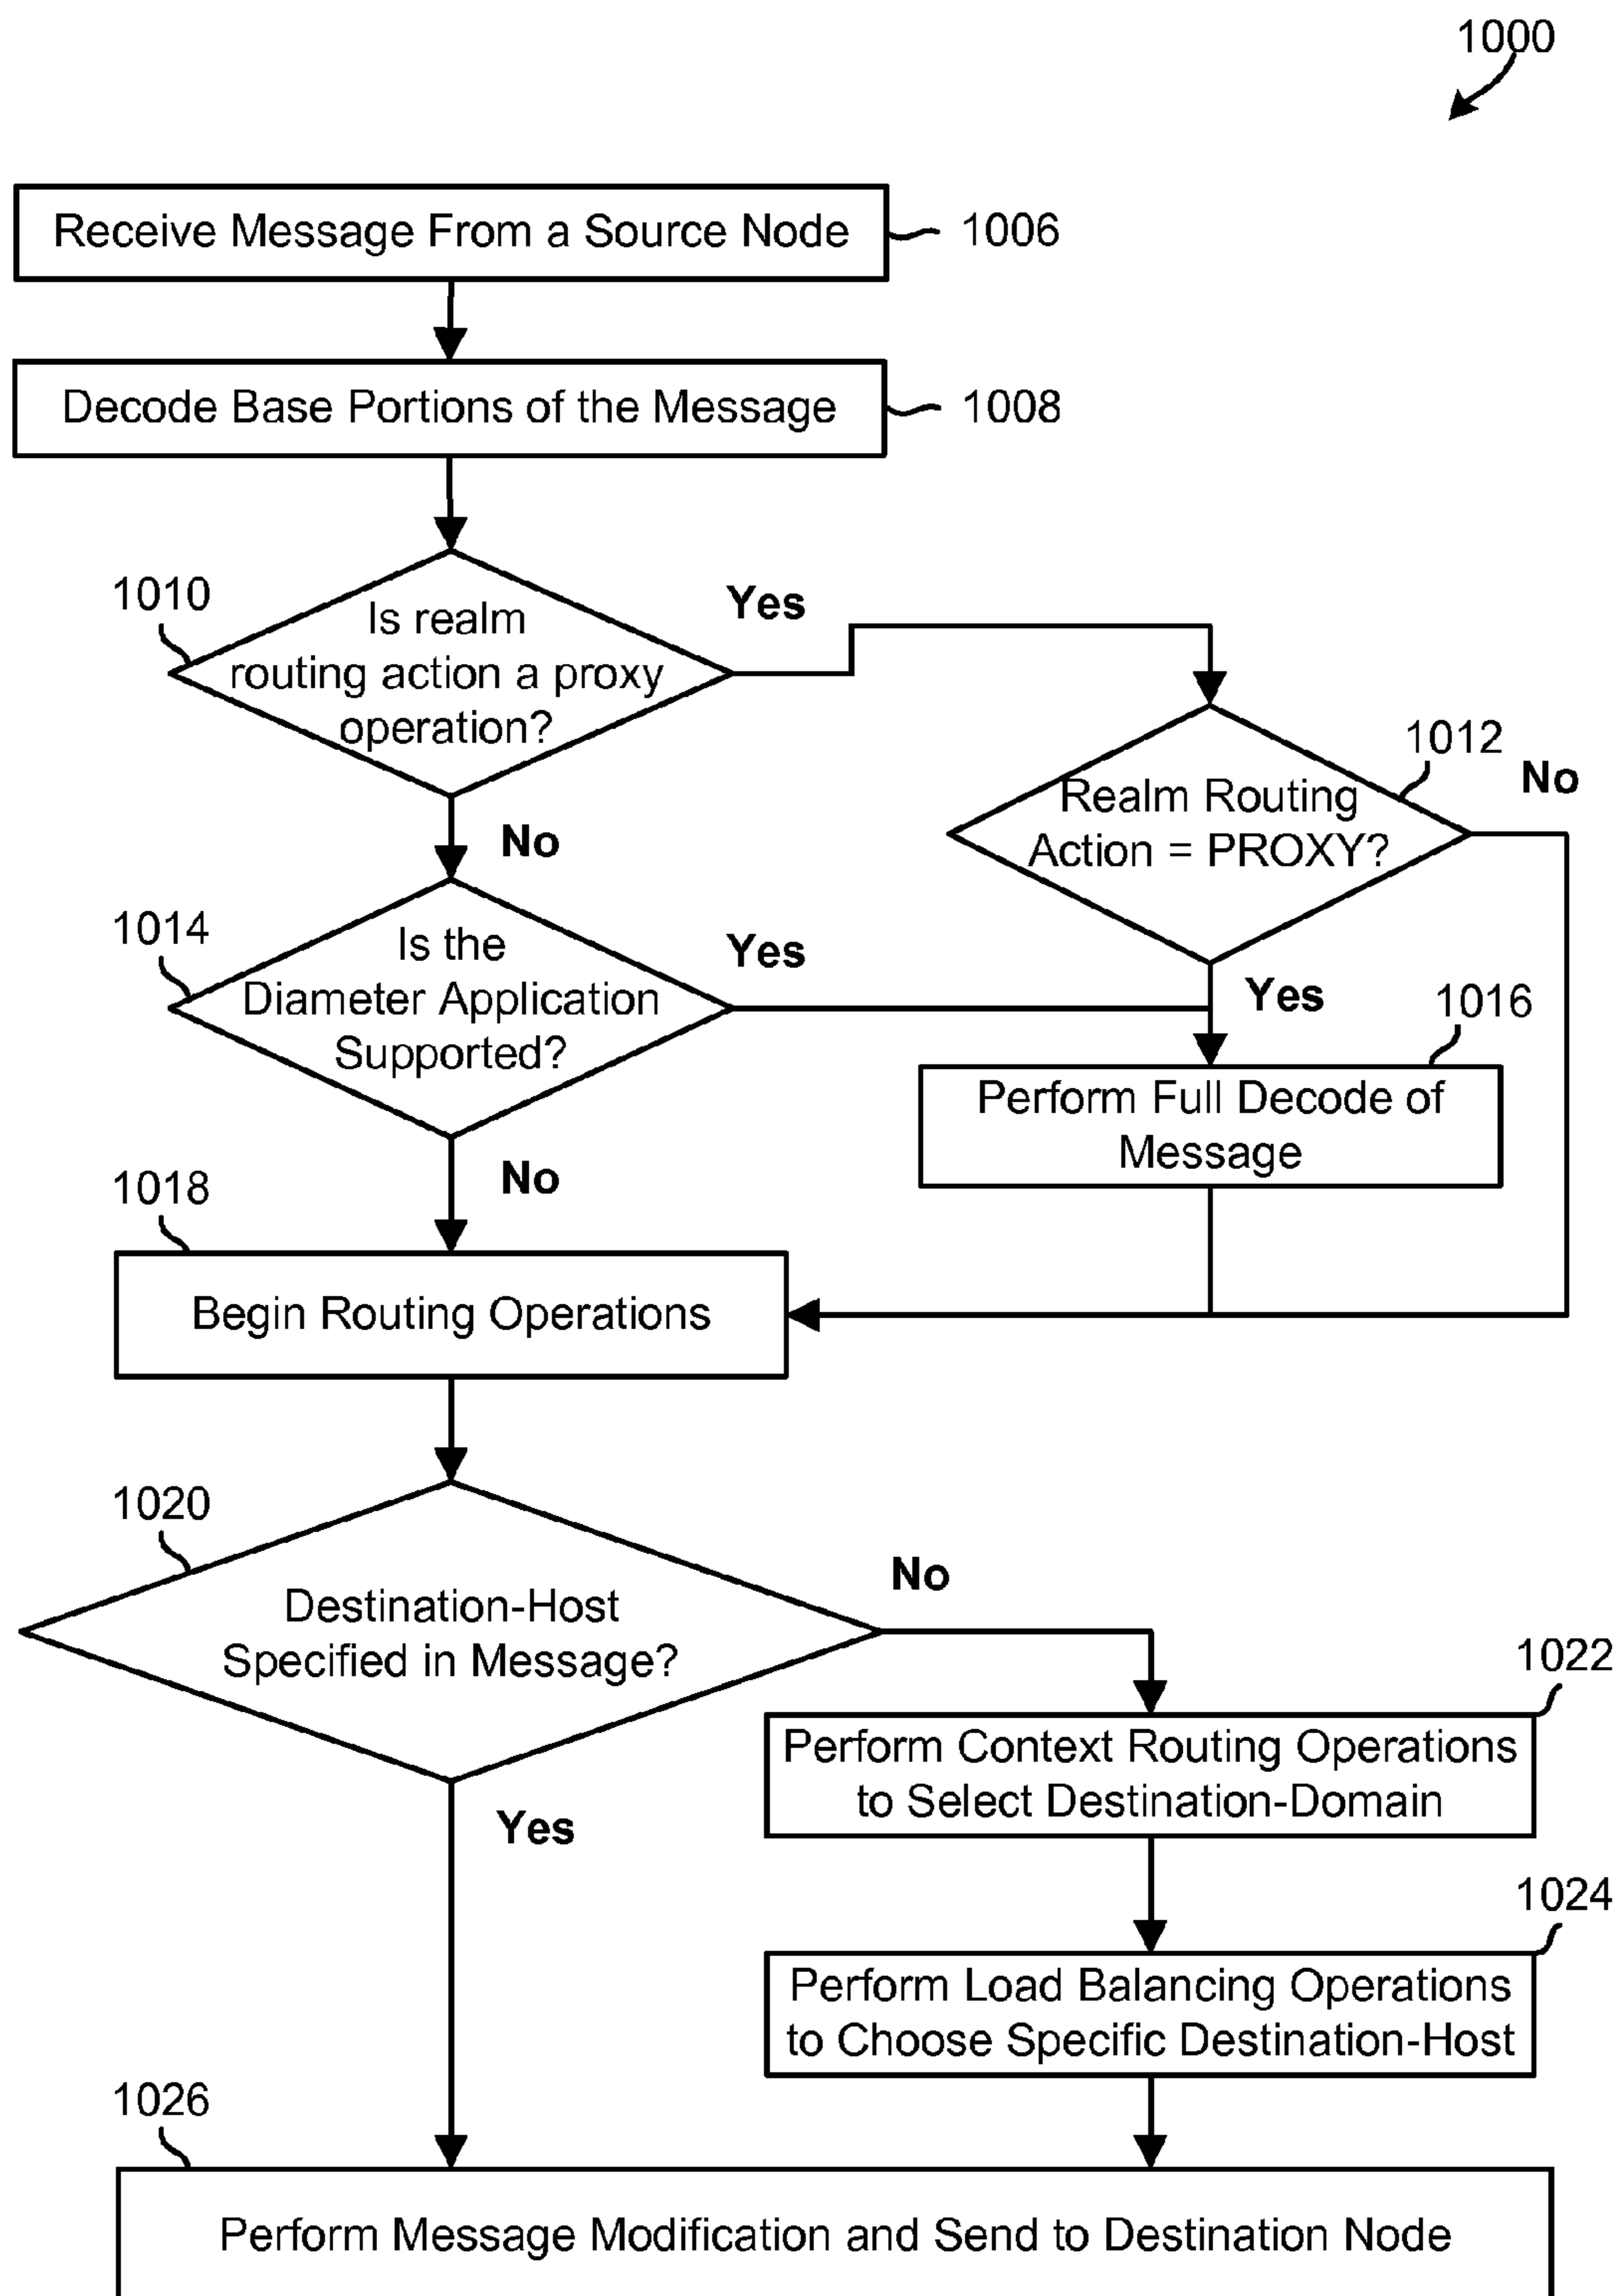 1000
Receive Message From a Source Node
1006
Decode Base Portions of the Message
1008
1010
Is realm
routing action a proxy
operation?
Yes
No
1012
Realm Routing
Action = PROXY?
No
Yes
1014
Is the
Diameter Application
Supported?
Yes
No
1016
Perform Full Decode of
Message
1018
Begin Routing Operations
1020
Destination-Host
Specified in Message?
No
Yes
1022
Perform Context Routing Operations
to Select Destination-Domain
1024
Perform Load Balancing Operations
to Choose Specific Destination-Host
1026
Perform Message Modification and Send to Destination Node